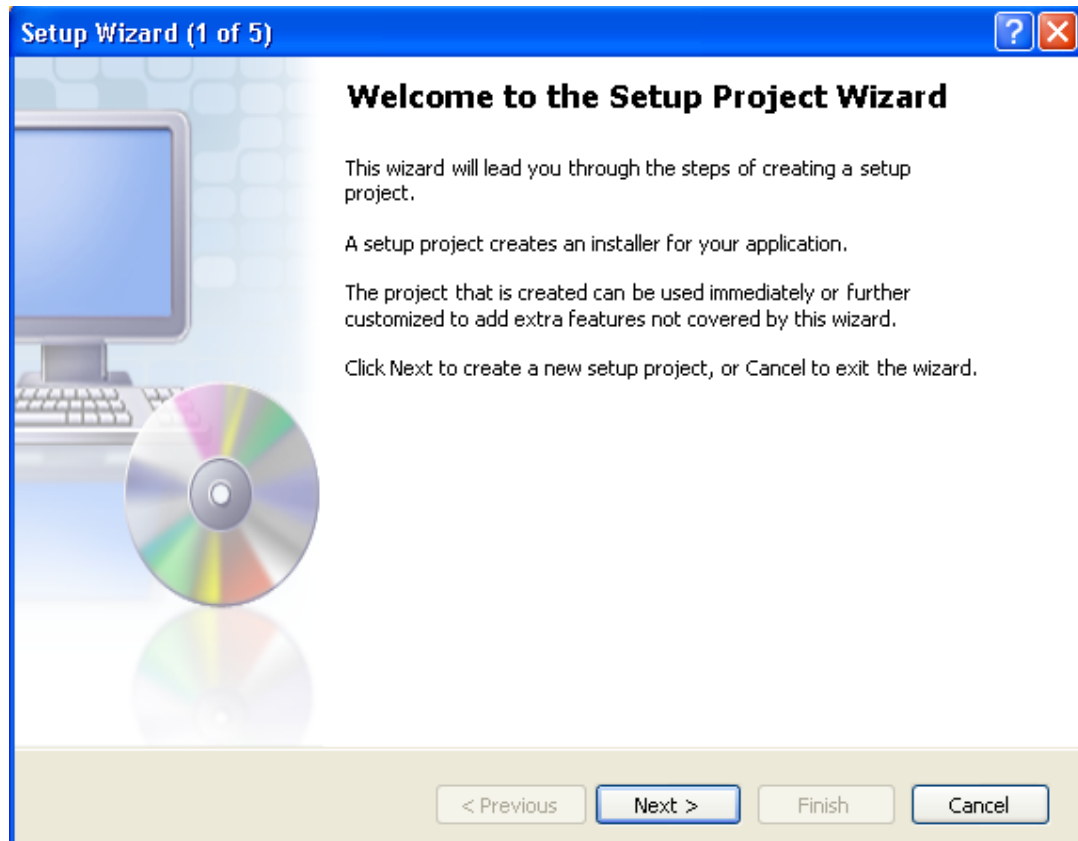 Setup Wizard (1 of 5)
?
Welcome to the Setup Project Wizard
This wizard will lead you through the steps of creating a setup
project.
A setup project creates an installer for your application.
The project that is created can be used immediately or further
customized to add extra features not covered by this wizard.
Click Next to create a new setup project, or Cancel to exit the wizard.
< Previous Next > Finish Cancel